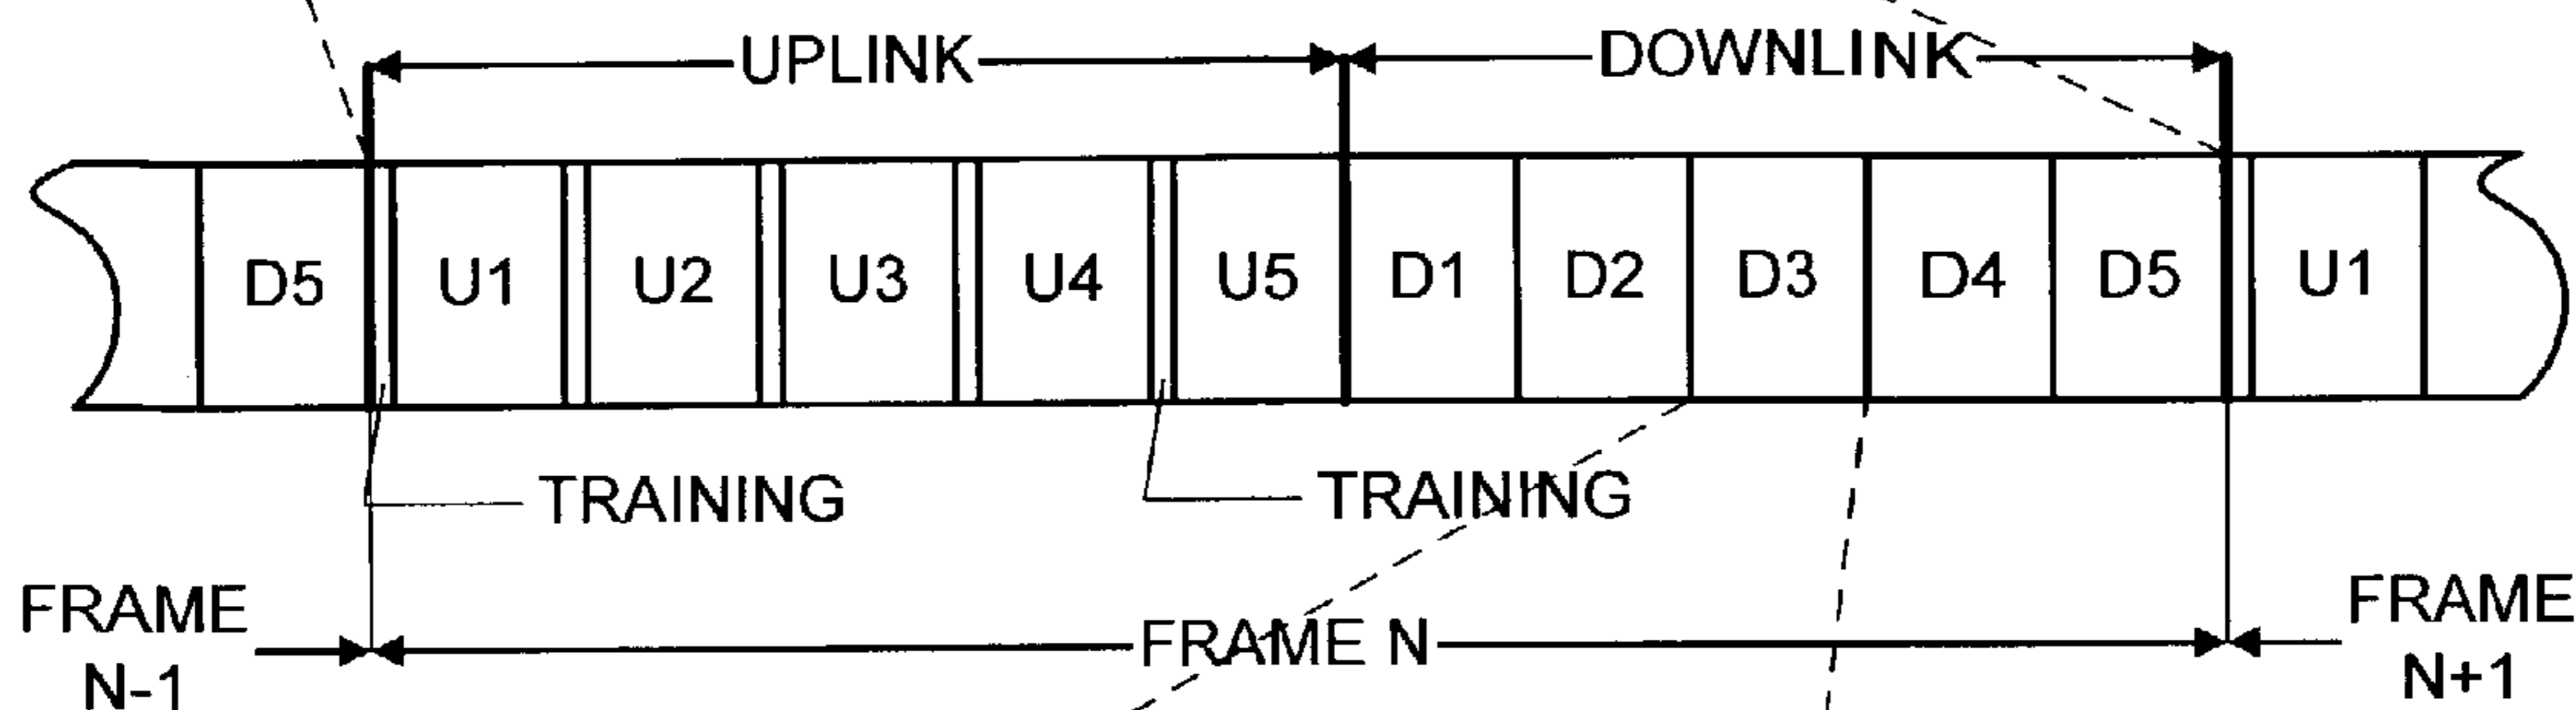 UPLINK DOWNLINK
D5 U1 U2 U3 U4 U5 D1 D2 D3 D4 D5 U1
TRAINING TRAINING
FRAME N-1 FRAME N FRAME N+1